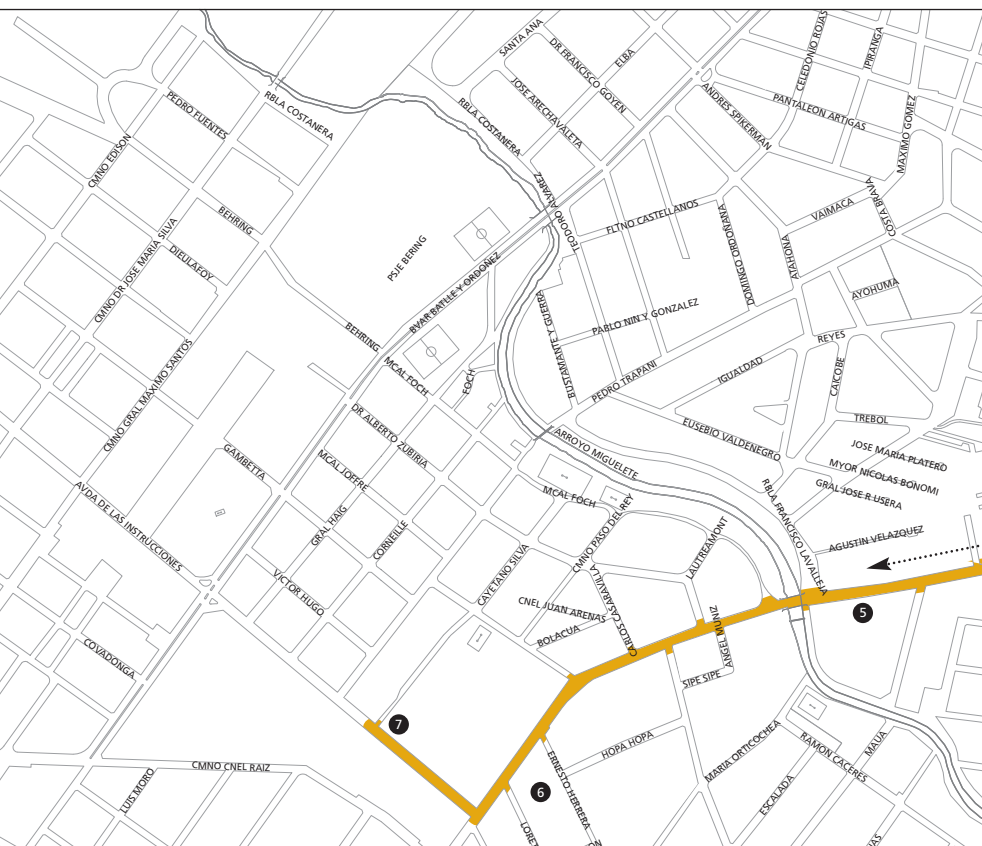 SANTA ANA
DR FRANCISCO GOYEN
ELBA
CELEDONIO ROJAS
IPIRANGA
PEDRO FUENTES
RBLA COSTANERA
RBLA COSTANERA
JOSE ARECHAVALETA
ANDRES SPIKERMAN
PANTALEON ARTIGAS
MAXIMO GOMEZ
CMNO EDISON
BEHRING
TEODORO ALVAREZ
FLTNO CASTELLANOS
VAIMACA
COSTA BRAVA
CMNO DR JOSE MARIA SILVA
DIEULAFOY
PSJE BERING
BVAR BATLLE Y ORDOÑEZ
DOMINGO ORDOÑANA
ATAHONA
AYOHUMA
BUSTAMANTE Y GUERRA
PABLO NIN Y GONZALEZ
BEHRING
MCAL FOCH
FOCH
REYES
CMNO GRAL MAXIMO SANTOS
PEDRO TRAPANI
IGUALDAD
CAICOBE
DR ALBERTO ZUBIRIA
TREBOL
EUSEBIO VALDENEGRO
ARROYO MIGUELETE
JOSE MARIA PLATERO
GAMBETTA
MCAL JOFFRE
MYOR NICOLAS BONOMI
AVDA DE LAS INSTRUCCIONES
GRAL HAIG
CORNEILLE
MCAL FOCH
CMNO PASO DEL REY
RBLA FRANCISCO LAVALLEJA
GRAL JOSE R USERA
AGUSTIN VELAZQUEZ
VICTOR HUGO
CAYETANO SILVA
LAUTREAMONT
CNEL JUAN ARENAS
CARLOS CASARAVILLA
ANGEL MUNIZ
5
BOLACUA
COVADONGA
SIPE SIPE
7
HOPA HOPA
MARIA ORTICOCHEA
RAMON CACERES
MAUA
CMNO CNEL RAIZ
LUIS MORO
ERNESTO HERRERA
6
ESCALADA